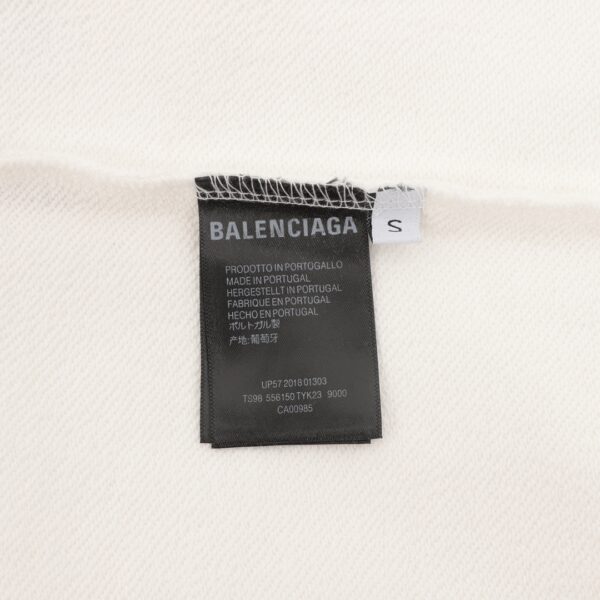 BALENCIAGA
S
PRODOTTO IN PORTOGALLO
MADE IN PORTUGAL
HERGESTELLT IN PORTUGAL
FABRIQUE EN PORTUGAL
HECHO EN PORTUGAL
ポルトガル製
产地:葡萄牙
UP57 2018 01303
TS98 556150 TYK23 9000
CA00985